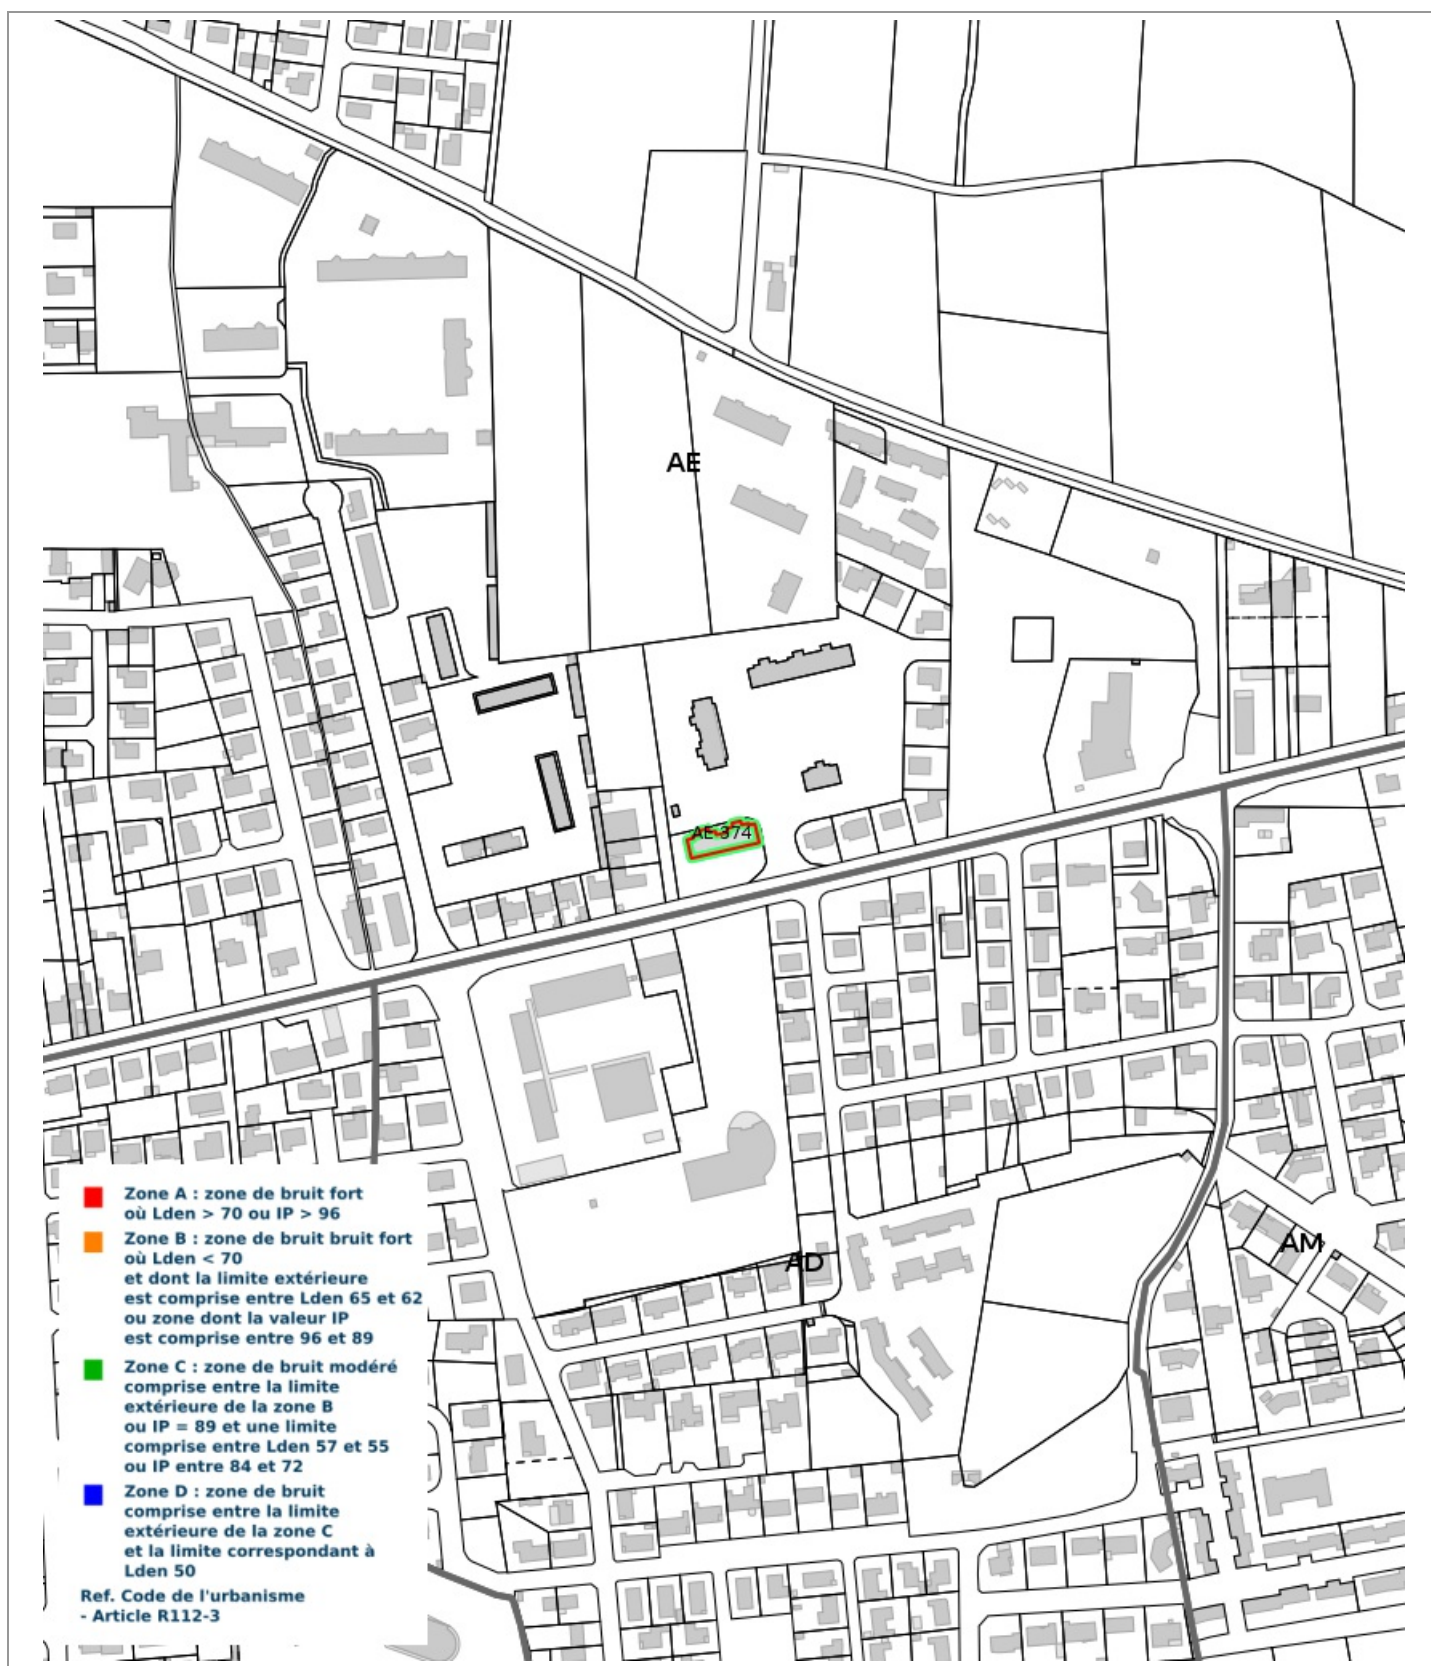 AE
AE 374
AD
AM
Zone A : zone de bruit fort
où Lden > 70 ou IP > 96
Zone B : zone de bruit bruit fort
où Lden < 70
et dont la limite extérieure
est comprise entre Lden 65 et 62
ou zone dont la valeur IP
est comprise entre 96 et 89
Zone C : zone de bruit modéré
comprise entre la limite
extérieure de la zone B
ou IP = 89 et une limite
comprise entre Lden 57 et 55
ou IP entre 84 et 72
Zone D : zone de bruit
comprise entre la limite
extérieure de la zone C
et la limite correspondant à
Lden 50
Ref. Code de l'urbanisme
- Article R112-3